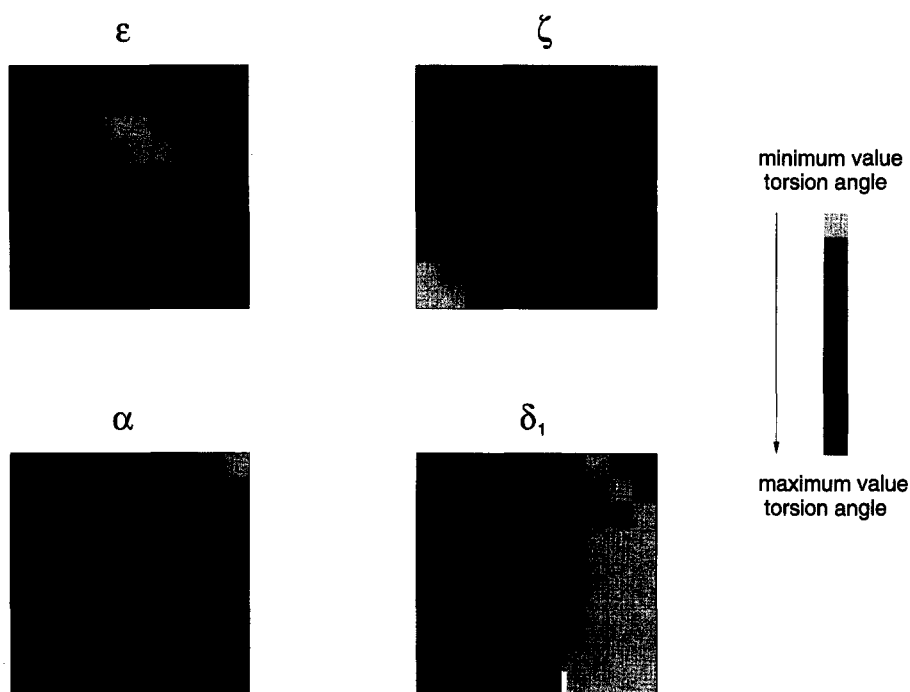 ε
ζ
minimum value
torsion angle
α
δ₁
maximum value
torsion angle